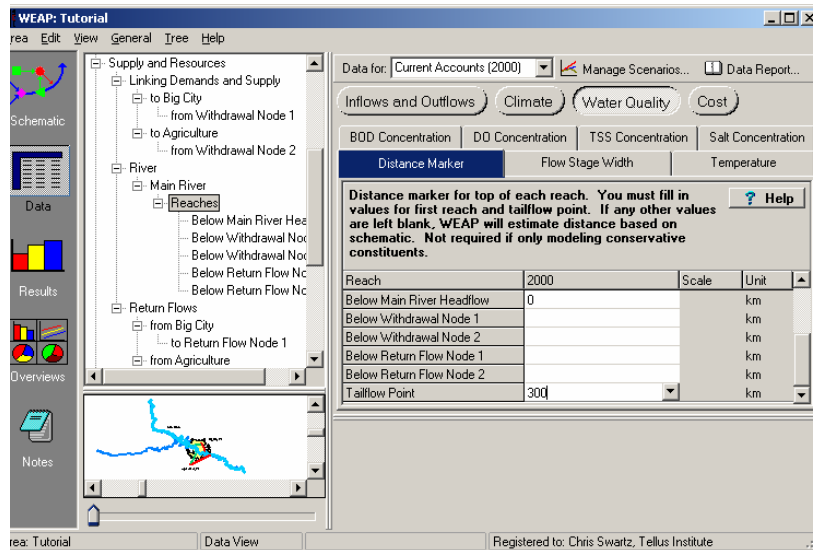 WEAP: Tutorial
rea Edit View General Tree Help
Schematic
Data
Results
Overviews
Notes
Supply and Resources
Linking Demands and Supply
to Big City
from Withdrawal Node 1
to Agriculture
from Withdrawal Node 2
River
Main River
Reaches
Below Main River Hea
Below Withdrawal Noc
Below Withdrawal Noc
Below Return Flow Nc
Below Return Flow Nc
Return Flows
from Big City
to Return Flow Node 1
from Agriculture
Data for: Current Accounts (2000) Manage Scenarios... Data Report...
Inflows and Outflows Climate Water Quality Cost
BOD Concentration DO Concentration TSS Concentration Salt Concentration
Distance Marker Flow Stage Width Temperature
Distance marker for top of each reach. You must fill in
values for first reach and tailflow point. If any other values
are left blank, WEAP will estimate distance based on
schematic. Not required if only modeling conservative
constituents.
? Help
Reach 2000 Scale Unit
Below Main River Headflow 0 km
Below Withdrawal Node 1 km
Below Withdrawal Node 2 km
Below Return Flow Node 1 km
Below Return Flow Node 2 km
Tailflow Point 300 km
rea: Tutorial Data View Registered to: Chris Swartz, Tellus Institute